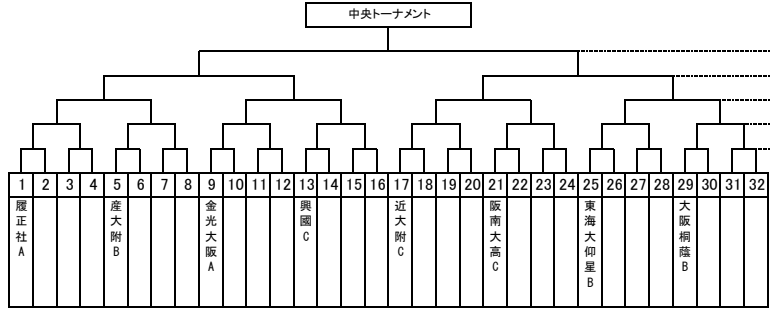 中央トーナメント
1 2 3 4 5 6 7 8 9 10 11 12 13 14 15 16 17 18 19 20 21 22 23 24 25 26 27 28 29 30 31 32
履正社A
産大附B
金光大阪A
興國C
近大附C
阪南大高C
東海大仰星B
大阪桐蔭B